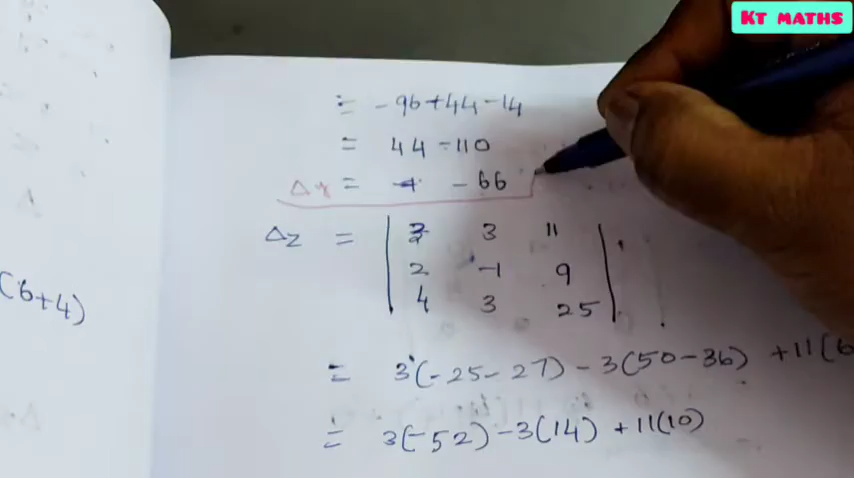 KT MATHS
= -96+44-14
= 44-110
Δy = -66
Δz = | 3 3 11
2 -1 9
4 3 25 |
(6+4)
= 3(-25-27) -3(50-36) +11(6
= 3(-52) -3(14) +11(10)